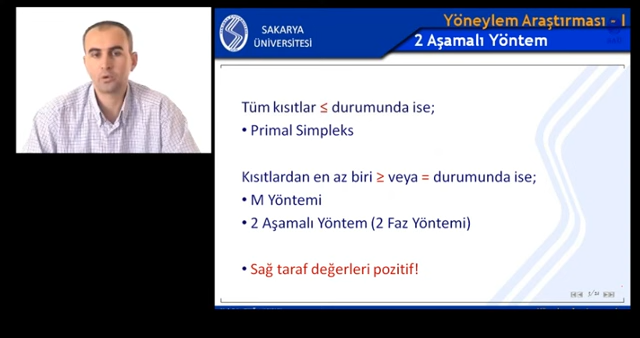 SAKARYA
ÜNİVERSİTESİ
Yöneylem Araştırması - I
2 Aşamalı Yöntem
Tüm kısıtlar ≤ durumunda ise;
• Primal Simpleks
Kısıtlardan en az biri ≥ veya = durumunda ise;
• M Yöntemi
• 2 Aşamalı Yöntem (2 Faz Yöntemi)
• Sağ taraf değerleri pozitif!